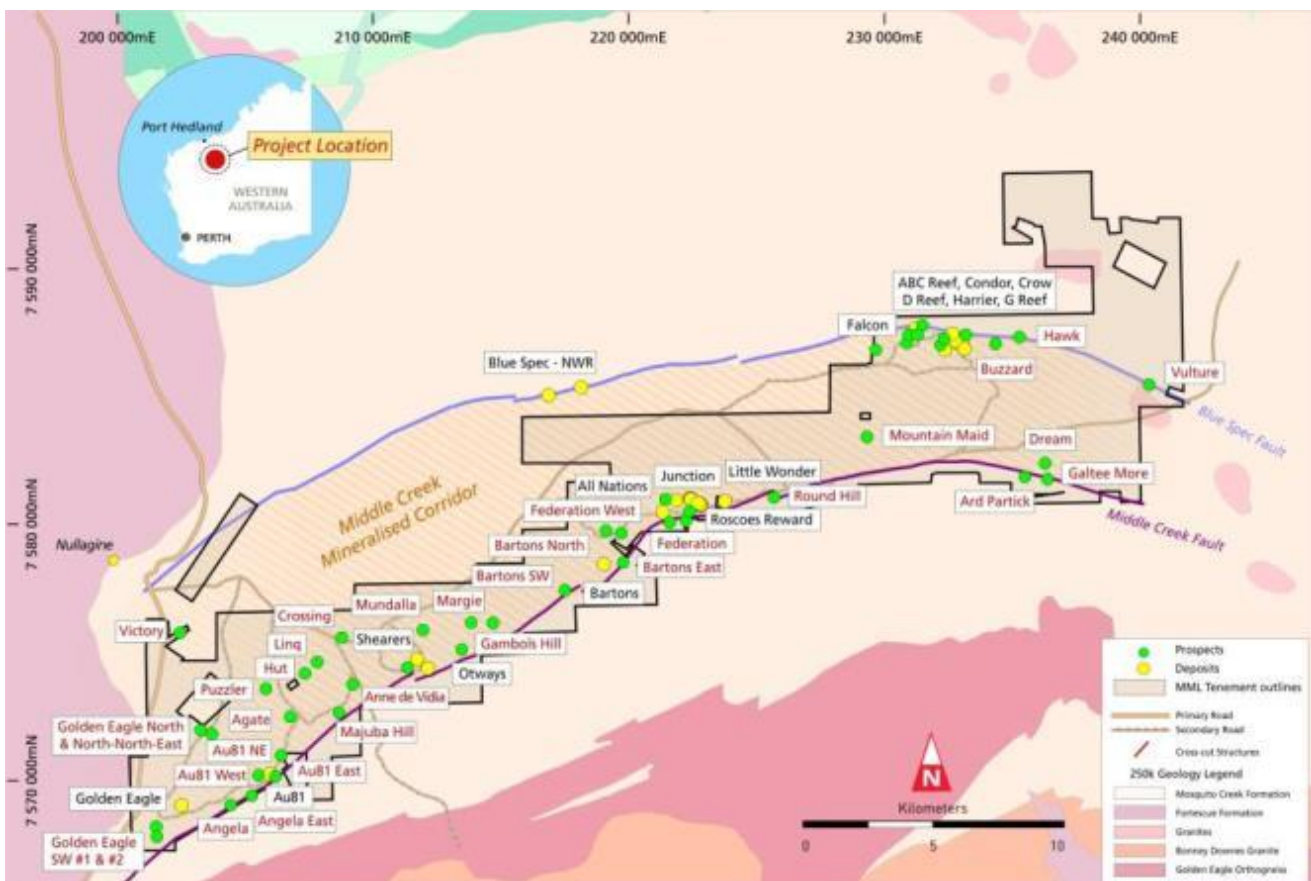 200 000mE
210 000mE
220 000mE
230 000mE
240 000mE
7 590 000mN
7 580 000mN
7 570 000mN
Port Hedland
Project Location
WESTERN
AUSTRALIA
PERTH
ABC Reef, Condor, Crow
D Reef, Harrier, G Reef
Falcon
Hawk
Buzzard
Vulture
Blue Spec - NWR
Blue Spec Fault
Mountain Maid
Dream
Galtee More
Ard Partick
Middle Creek Fault
Middle Creek
Mineralised Corridor
Junction
Little Wonder
All Nations
Round Hill
Federation West
Roscoes Reward
Nullagine
Bartons North
Federation
Bartons East
Bartons SW
Bartons
Mundalla
Margie
Crossing
Victory
Shearers
Gambols Hill
Linq
Hut
Otways
Puzzler
Anne de Vidia
Agate
Majuba Hill
Golden Eagle North
& North-North-East
Au81 NE
Au81 West
Au81 East
Au81
Golden Eagle
Angela East
Angela
Golden Eagle
SW #1 & #2
N
Kilometers
0
5
10
Prospects
Deposits
MML Tenement outlines
Primary Road
Secondary Road
Cross-cut Structures
250k Geology Legend
Mosquito Creek Formation
Fortescue Formation
Granites
Bonney Downes Granite
Golden Eagle Orthogneiss